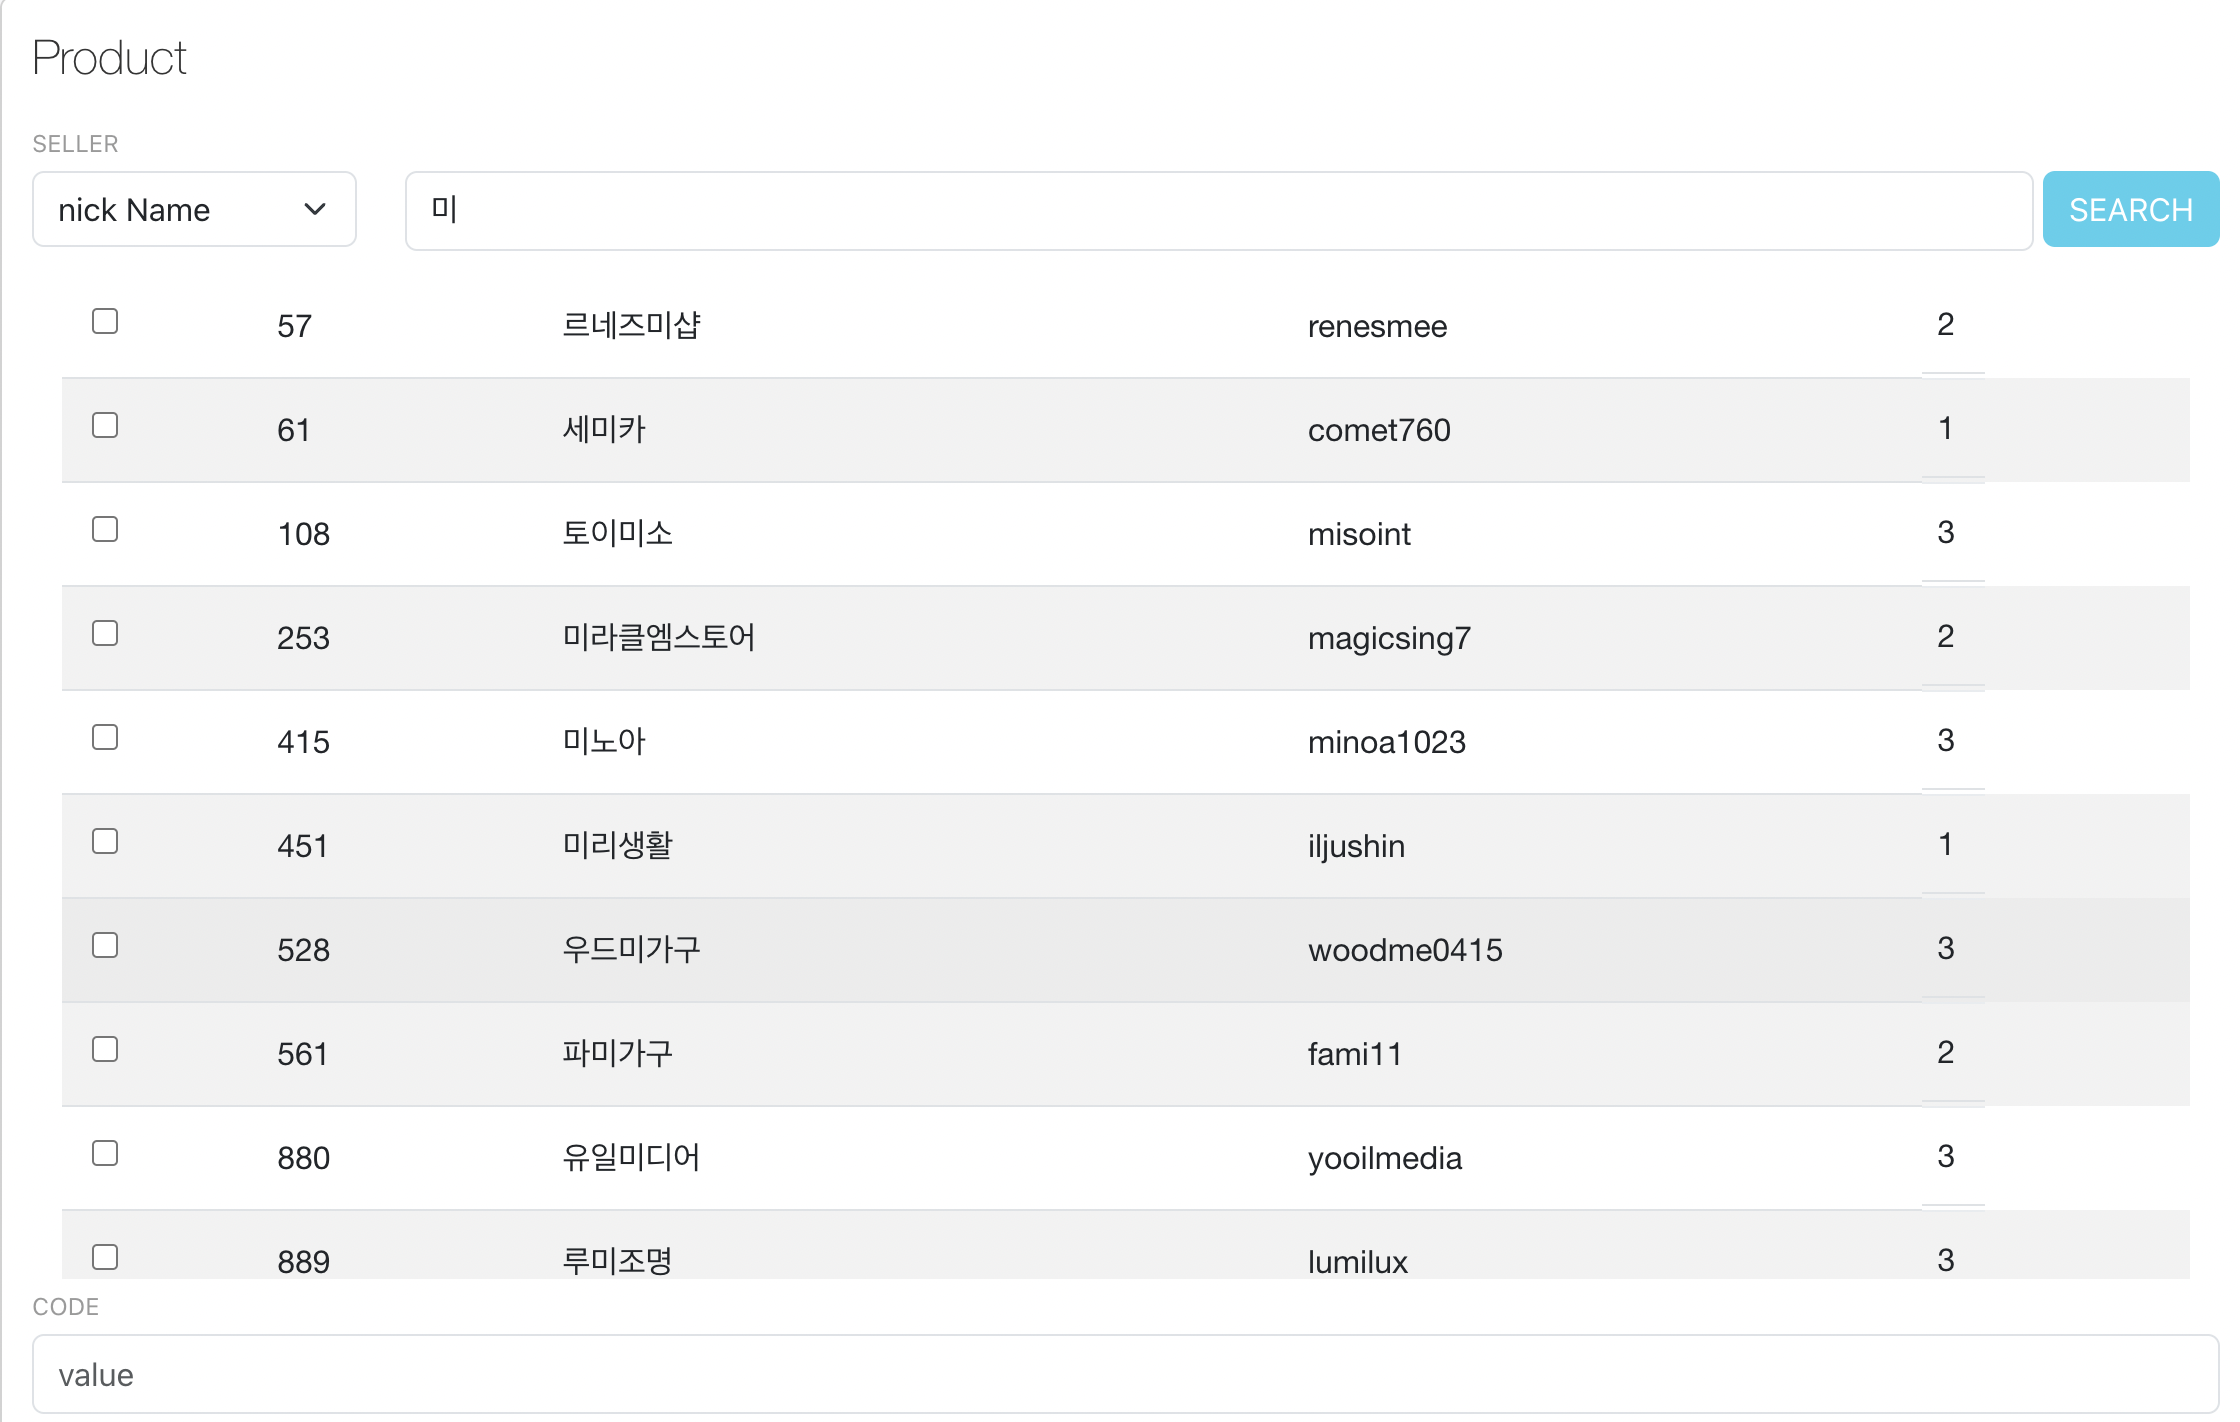 Product
SELLER
nick Name 미 SEARCH
57 르네즈미샵 renesmee 2
61 세미카 comet760 1
108 토이미소 misoint 3
253 미라클엠스토어 magicsing7 2
415 미노아 minoa1023 3
451 미리생활 iljushin 1
528 우드미가구 woodme0415 3
561 파미가구 fami11 2
880 유일미디어 yooilmedia 3
889 루미조명 lumilux 3
CODE
value